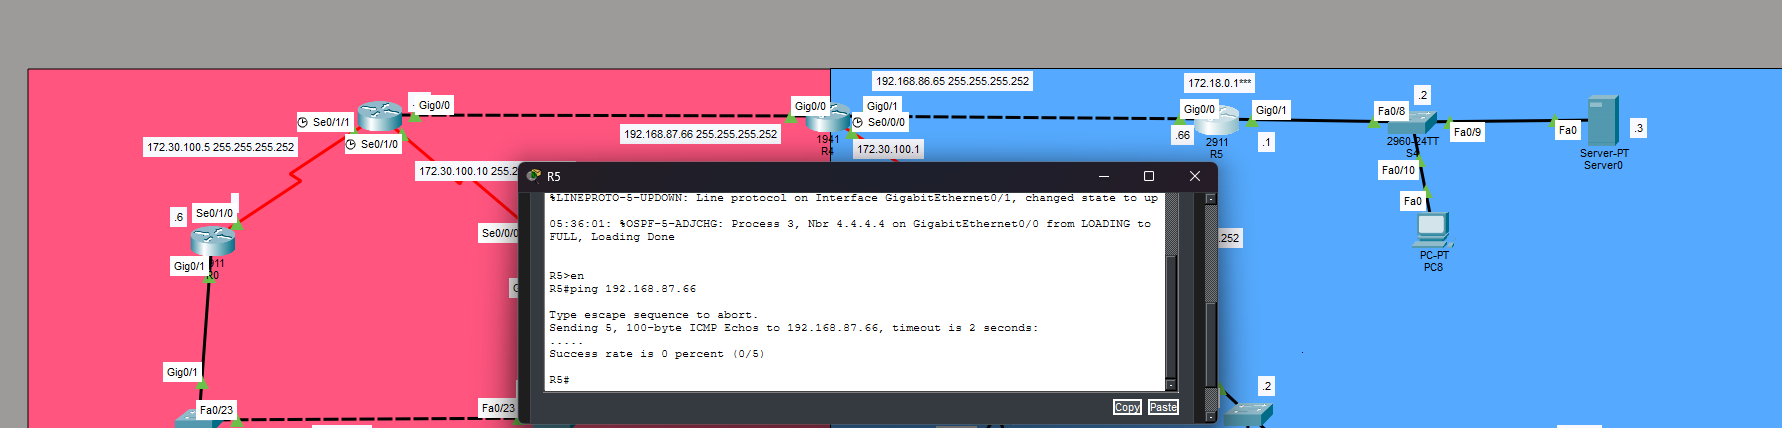 192.168.86.65 255.255.255.252
172.18.0.1***
.2
Gig0/0
Gig0/0
Gig0/1
Gig0/0
Gig0/1
Fa0/8
Se0/1/1
Se0/0/0
192.168.87.66 255.255.255.252
.66
Fa0/9
Fa0
.3
1941
R4
2911
R5
.1
2960-24TT
S4
Server-PT
Server0
172.30.100.5 255.255.255.252
Se0/1/0
172.30.100.1
172.30.100.10 255.2
Fa0/10
Fa0
R5
%LINEPROTO-5-UPDOWN: Line protocol on Interface GigabitEthernet0/1, changed state to up
05:36:01: %OSPF-5-ADJCHG: Process 3, Nbr 4.4.4.4 on GigabitEthernet0/0 from LOADING to
FULL, Loading Done
R5>en
R5#ping 192.168.87.66
Type escape sequence to abort.
Sending 5, 100-byte ICMP Echos to 192.168.87.66, timeout is 2 seconds:
.....
Success rate is 0 percent (0/5)
R5#
Copy
Paste
.6
Se0/1/0
Se0/0/0
.252
Gig0/1
911
R0
PC-PT
PC8
Gig0/1
Fa0/23
Fa0/23
.2